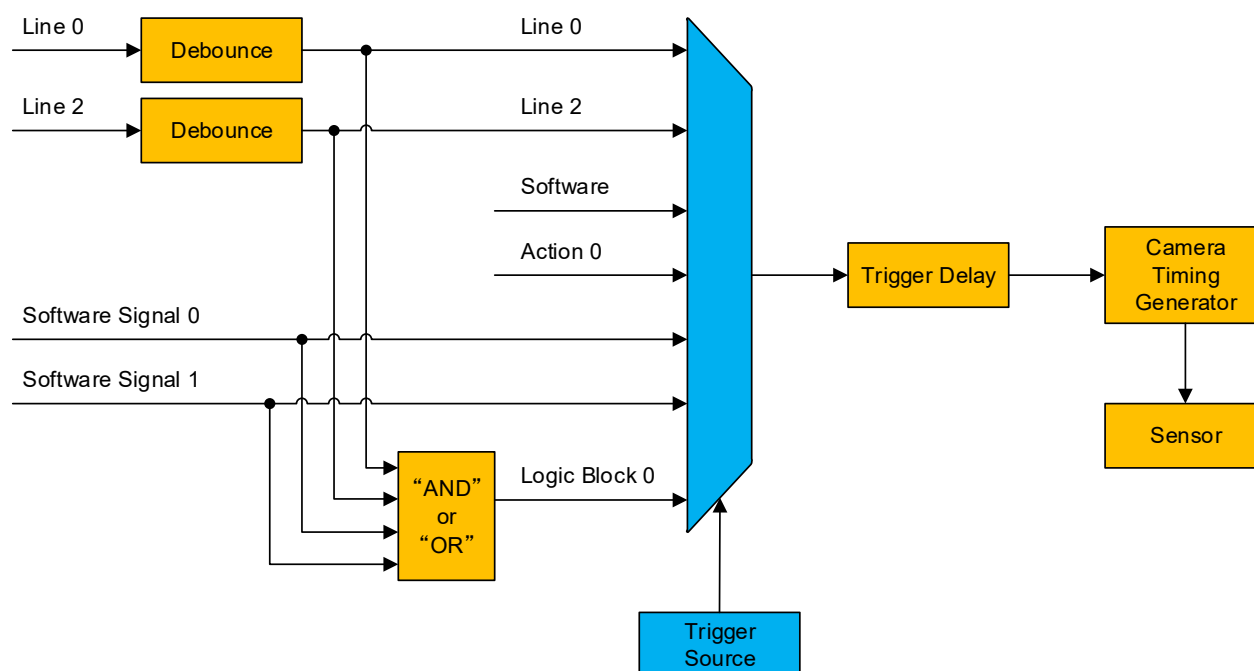 Line 0
Debounce
Line 0
Line 2
Debounce
Line 2
Software
Action 0
Trigger Delay
Camera
Timing
Generator
Software Signal 0
Software Signal 1
Sensor
“AND”
or
“OR”
Logic Block 0
Trigger
Source